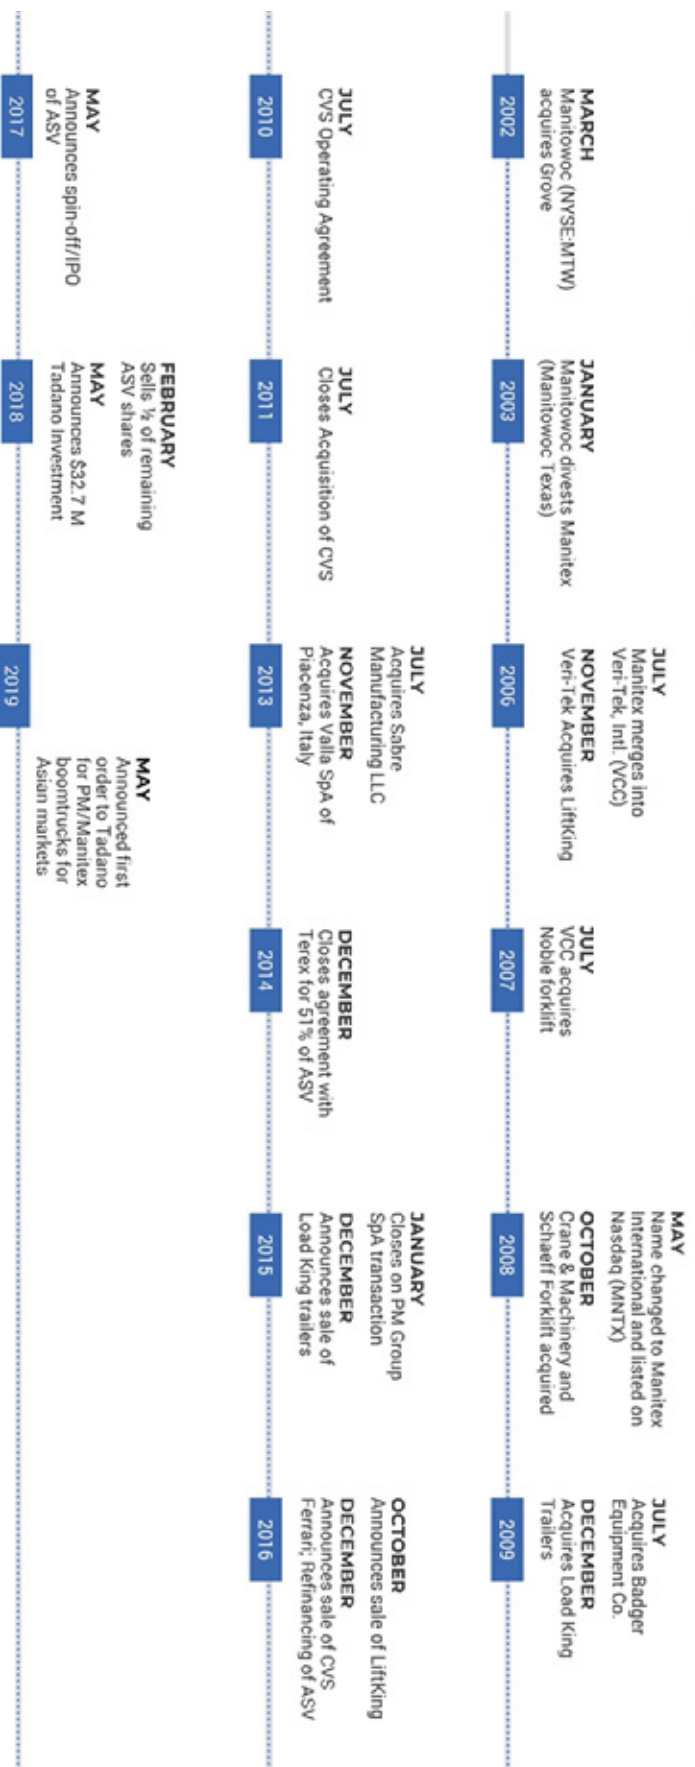 MARCH
Manitowoc (NYSE:MTW)
acquires Grove
2002
JANUARY
Manitowoc divests Manitex
(Manitowoc Texas)
2003
JULY
Manitex merges into
Veri-Tek, Intl. (VCC)
NOVEMBER
Veri-Tek Acquires LiftKing
2006
JULY
VCC acquires
Noble forklift
2007
MAY
Name changed to Manitex
International and listed on
Nasdaq (MNTX)
OCTOBER
Crane & Machinery and
Schaeff Forklift acquired
2008
JULY
Acquires Badger
Equipment Co.
DECEMBER
Acquires Load King
Trailers
2009
JULY
CVS Operating Agreement
2010
JULY
Closes Acquisition of CVS
2011
JULY
Acquires Sabre
Manufacturing LLC
NOVEMBER
Acquires Valla SpA of
Piacenza, Italy
2013
DECEMBER
Closes agreement with
Terex for 51% of ASV
2014
JANUARY
Closes on PM Group
SpA transaction
DECEMBER
Announces sale of
Load King trailers
2015
OCTOBER
Announces sale of LiftKing
DECEMBER
Announces sale of CVS
Ferrari; Refinancing of ASV
2016
MAY
Announces spin-off/IPO
of ASV
2017
FEBRUARY
Sells ½ of remaining
ASV shares
MAY
Announces $32.7 M
Tadano Investment
2018
MAY
Announced first
order to Tadano
for PM/Manitex
boomtrucks for
Asian markets
2019